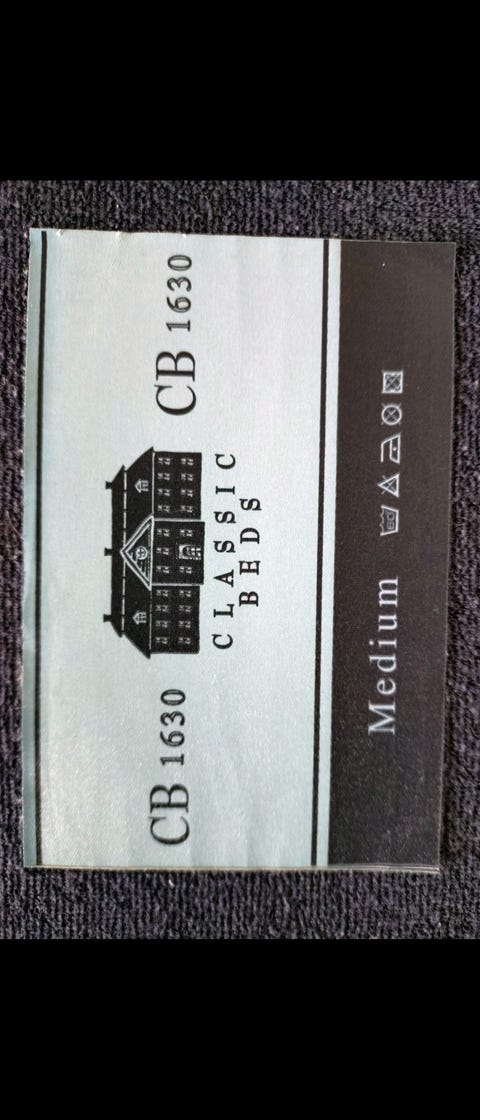 CB 1630
CLASSIC
BEDS
CB 1630
Medium